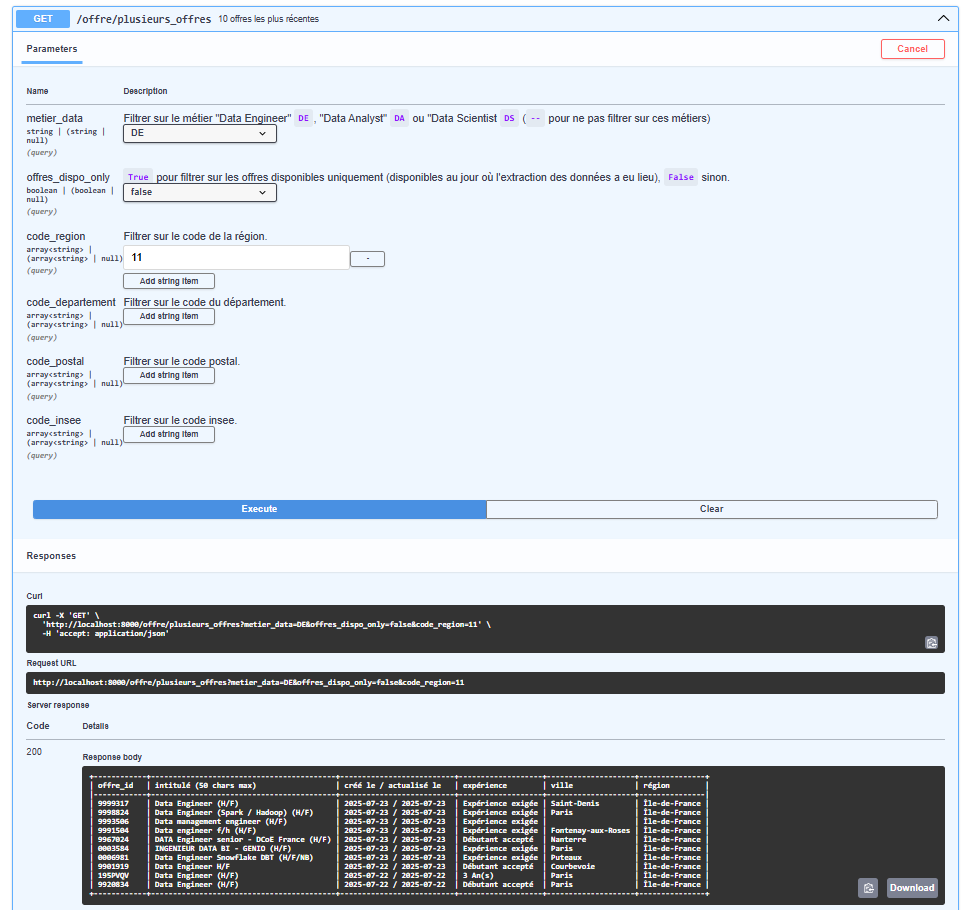 GET /offre/plusieurs_offres 10 offres les plus récentes
Parameters
Cancel
Name Description
metier_data Filtrer sur le métier "Data Engineer" DE , "Data Analyst" DA ou "Data Scientist DS ( -- pour ne pas filtrer sur ces métiers)
string | (string |
null)
(query)
DE
offres_dispo_only True pour filtrer sur les offres disponibles uniquement (disponibles au jour où l'extraction des données a eu lieu), False sinon.
boolean | (boolean |
null)
(query)
false
code_region Filtrer sur le code de la région.
array<string> |
(array<string> | null)
(query)
11 -
Add string item
code_departement Filtrer sur le code du département.
array<string> |
(array<string> | null)
(query)
Add string item
code_postal Filtrer sur le code postal.
array<string> |
(array<string> | null)
(query)
Add string item
code_insee Filtrer sur le code insee.
array<string> |
(array<string> | null)
(query)
Add string item
Execute Clear
Responses
Curl
curl -X 'GET' \
'http://localhost:8000/offre/plusieurs_offres?metier_data=DE&offres_dispo_only=false&code_region=11' \
-H 'accept: application/json'
Request URL
http://localhost:8000/offre/plusieurs_offres?metier_data=DE&offres_dispo_only=false&code_region=11
Server response
Code Details
200
Response body
| offre_id | intitulé (50 chars max) | créé le / actualisé le | expérience | ville | région |
| 9999317 | Data Engineer (H/F) | 2025-07-23 / 2025-07-23 | Expérience exigée | Saint-Denis | Île-de-France |
| 9998824 | Data Engineer (Spark / Hadoop) (H/F) | 2025-07-23 / 2025-07-23 | Expérience exigée | Paris | Île-de-France |
| 9993506 | Data management engineer (H/F) | 2025-07-23 / 2025-07-23 | Expérience exigée | | Île-de-France |
| 9991504 | Data engineer f/h (H/F) | 2025-07-23 / 2025-07-23 | Expérience exigée | Fontenay-aux-Roses | Île-de-France |
| 9967024 | DATA Engineer senior - DCoE France (H/F) | 2025-07-23 / 2025-07-23 | Débutant accepté | Nanterre | Île-de-France |
| 0003584 | INGENIEUR DATA BI - GENIO (H/F) | 2025-07-23 / 2025-07-23 | Expérience exigée | Paris | Île-de-France |
| 0006981 | Data Engineer Snowflake DBT (H/F/NB) | 2025-07-23 / 2025-07-23 | Expérience exigée | Puteaux | Île-de-France |
| 9901919 | Data Engineer H/F | 2025-07-22 / 2025-07-22 | Débutant accepté | Courbevoie | Île-de-France |
| 195PVQV | Data Engineer (H/F) | 2025-07-22 / 2025-07-22 | 3 An(s) | Paris | Île-de-France |
| 9920834 | Data Engineer (H/F) | 2025-07-22 / 2025-07-22 | Débutant accepté | Paris | Île-de-France |
Download